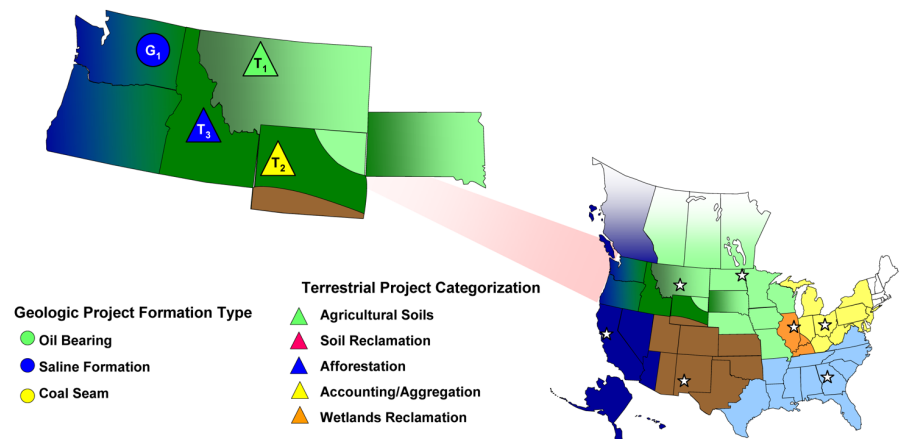 G1
T1
T3
T2
Geologic Project Formation Type
Oil Bearing
Saline Formation
Coal Seam
Terrestrial Project Categorization
Agricultural Soils
Soil Reclamation
Afforestation
Accounting/Aggregation
Wetlands Reclamation